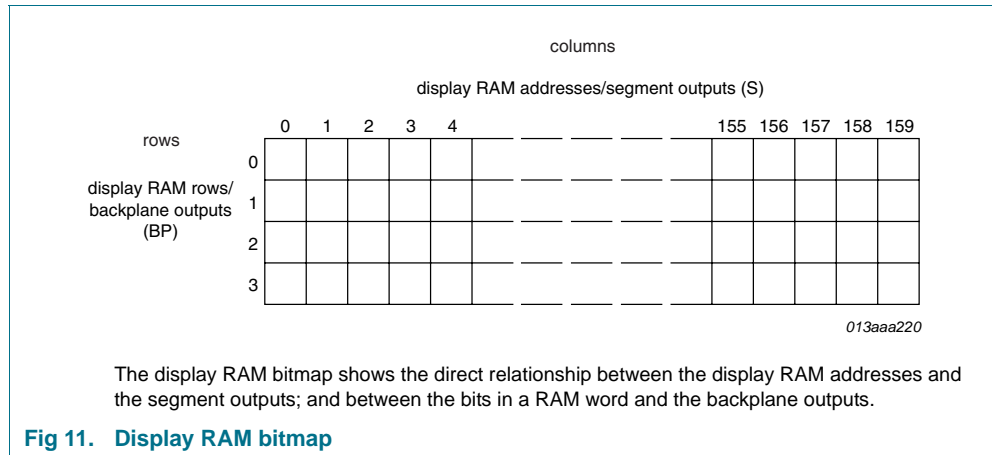 columns
display RAM addresses/segment outputs (S)
rows
0 1 2 3 4 155 156 157 158 159
display RAM rows/
backplane outputs
(BP)
0
1
2
3
013aaa220
The display RAM bitmap shows the direct relationship between the display RAM addresses and
the segment outputs; and between the bits in a RAM word and the backplane outputs.
Fig 11. Display RAM bitmap